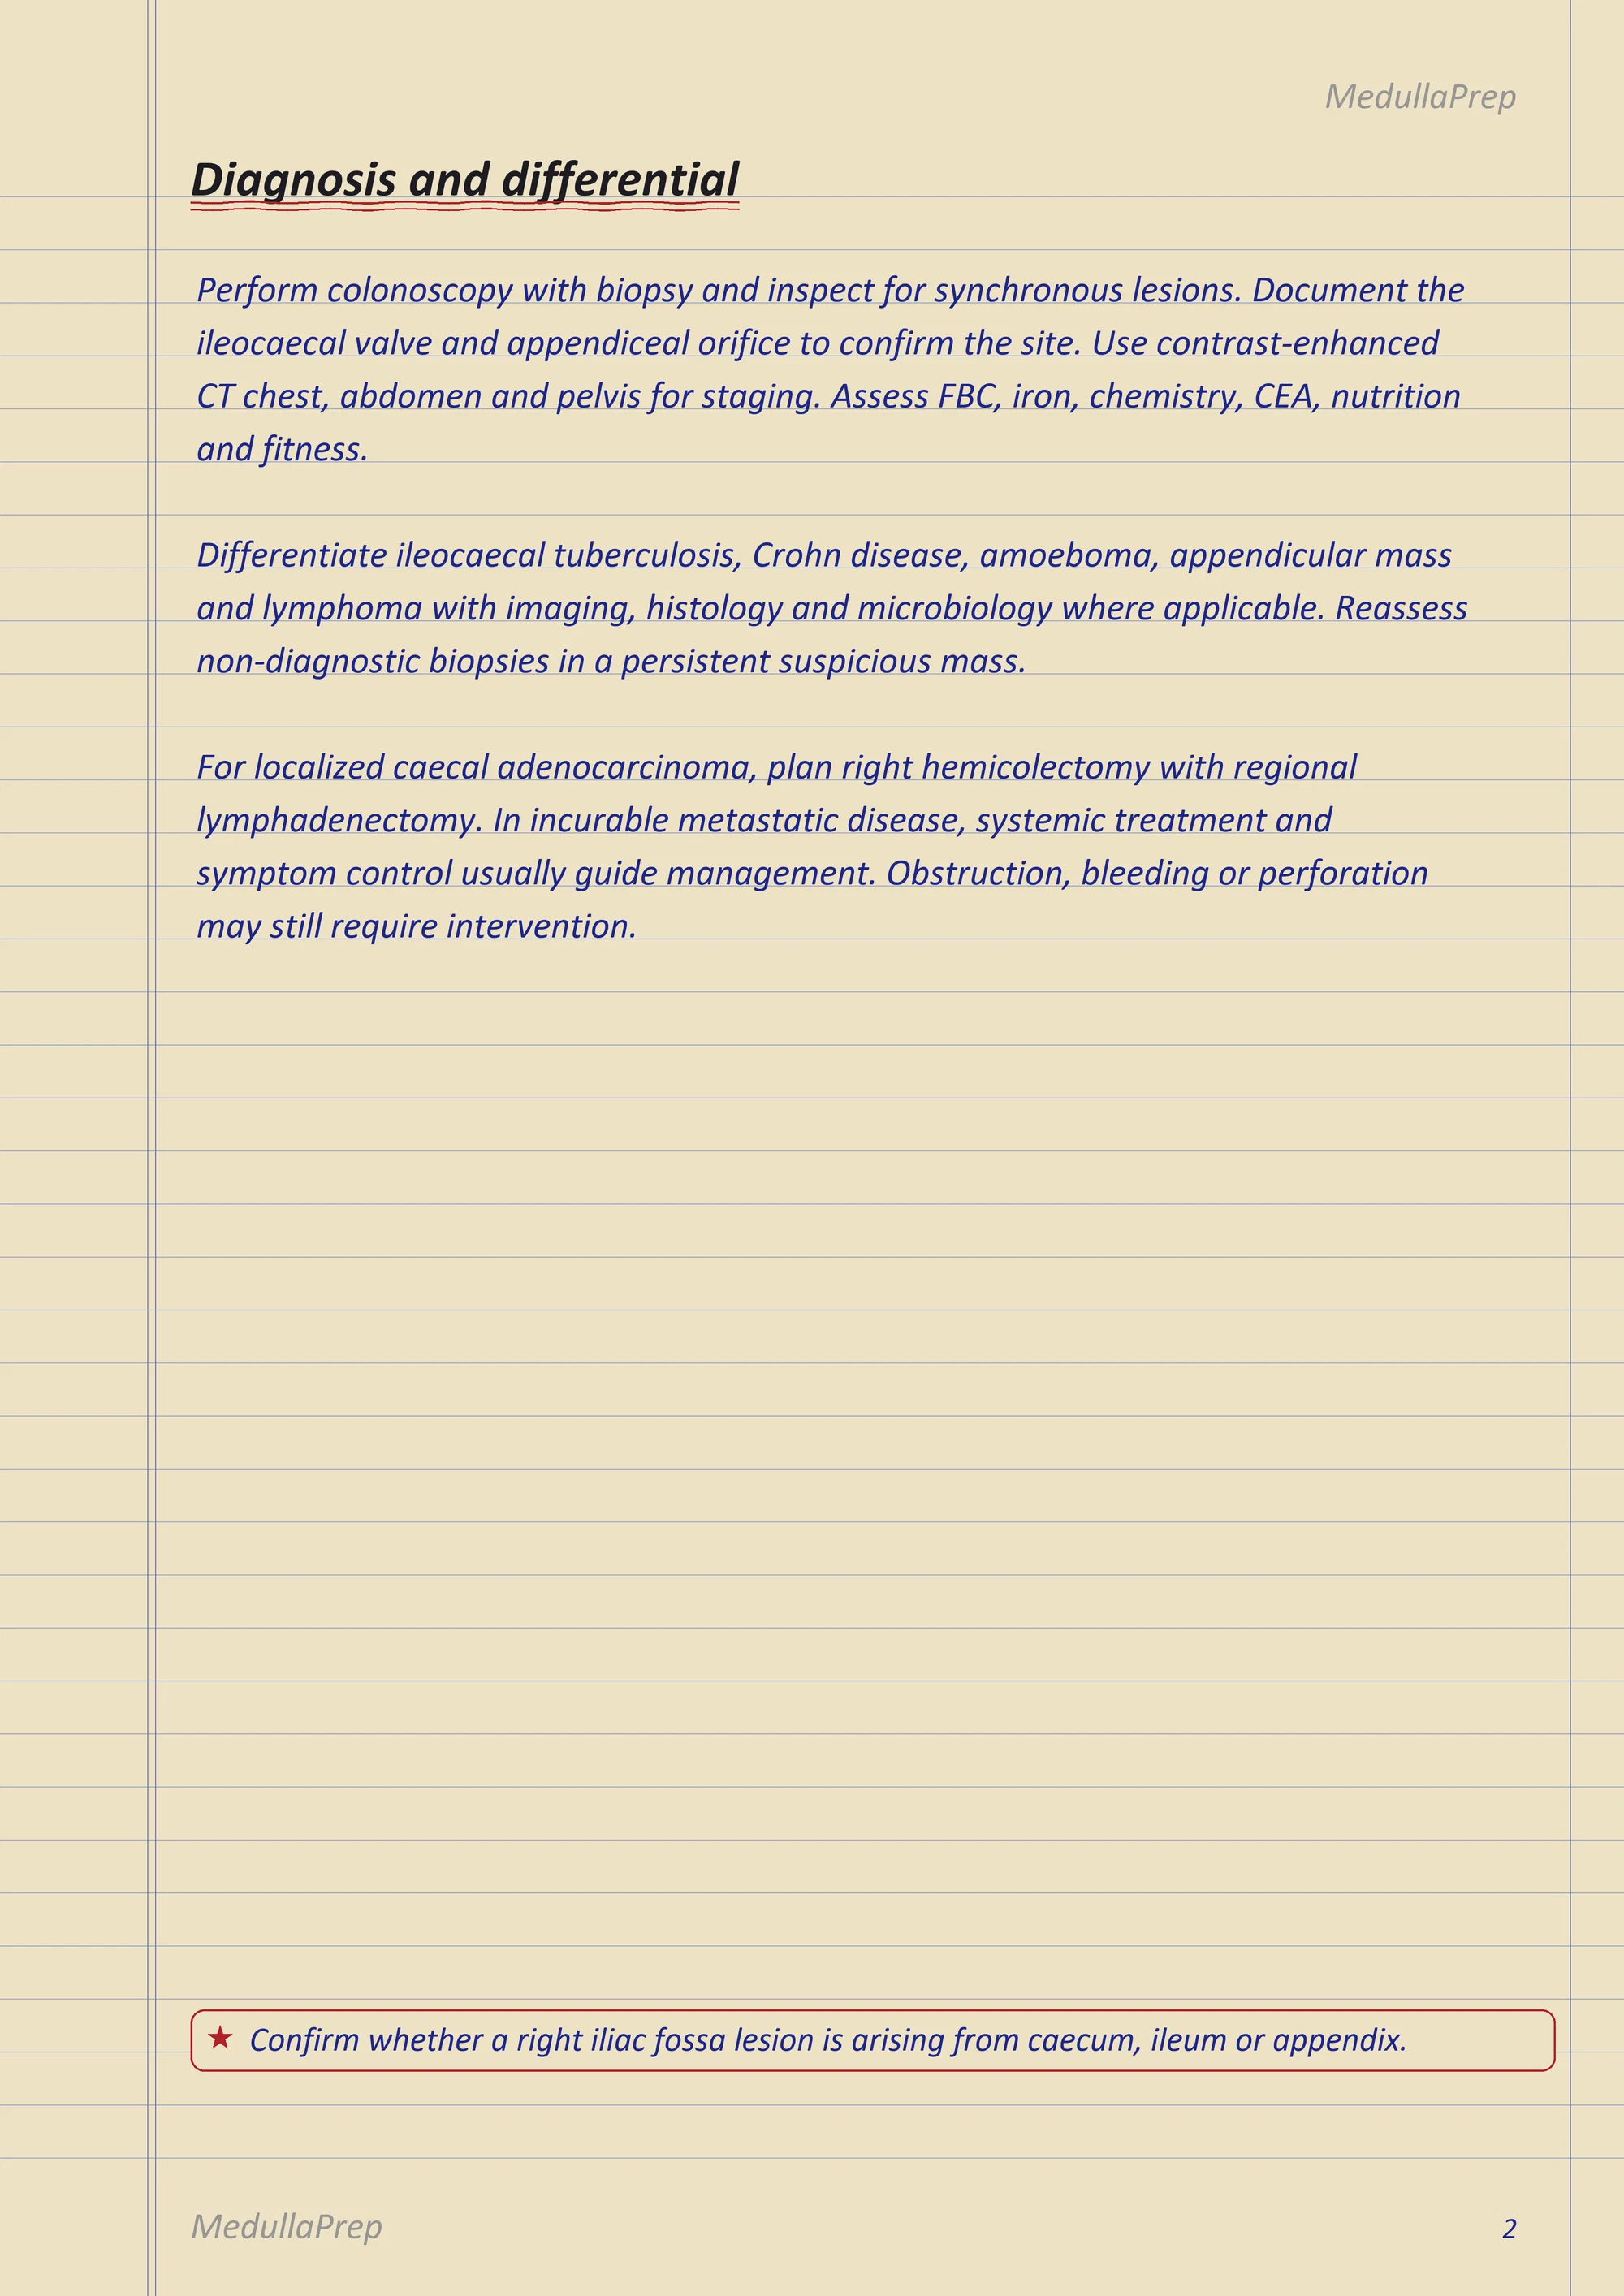 MedullaPrep
Diagnosis and differential
Perform colonoscopy with biopsy and inspect for synchronous lesions. Document the
ileocaecal valve and appendiceal orifice to confirm the site. Use contrast-enhanced
CT chest, abdomen and pelvis for staging. Assess FBC, iron, chemistry, CEA, nutrition
and fitness.
Differentiate ileocaecal tuberculosis, Crohn disease, amoeboma, appendicular mass
and lymphoma with imaging, histology and microbiology where applicable. Reassess
non-diagnostic biopsies in a persistent suspicious mass.
For localized caecal adenocarcinoma, plan right hemicolectomy with regional
lymphadenectomy. In incurable metastatic disease, systemic treatment and
symptom control usually guide management. Obstruction, bleeding or perforation
may still require intervention.
★ Confirm whether a right iliac fossa lesion is arising from caecum, ileum or appendix.
MedullaPrep
2